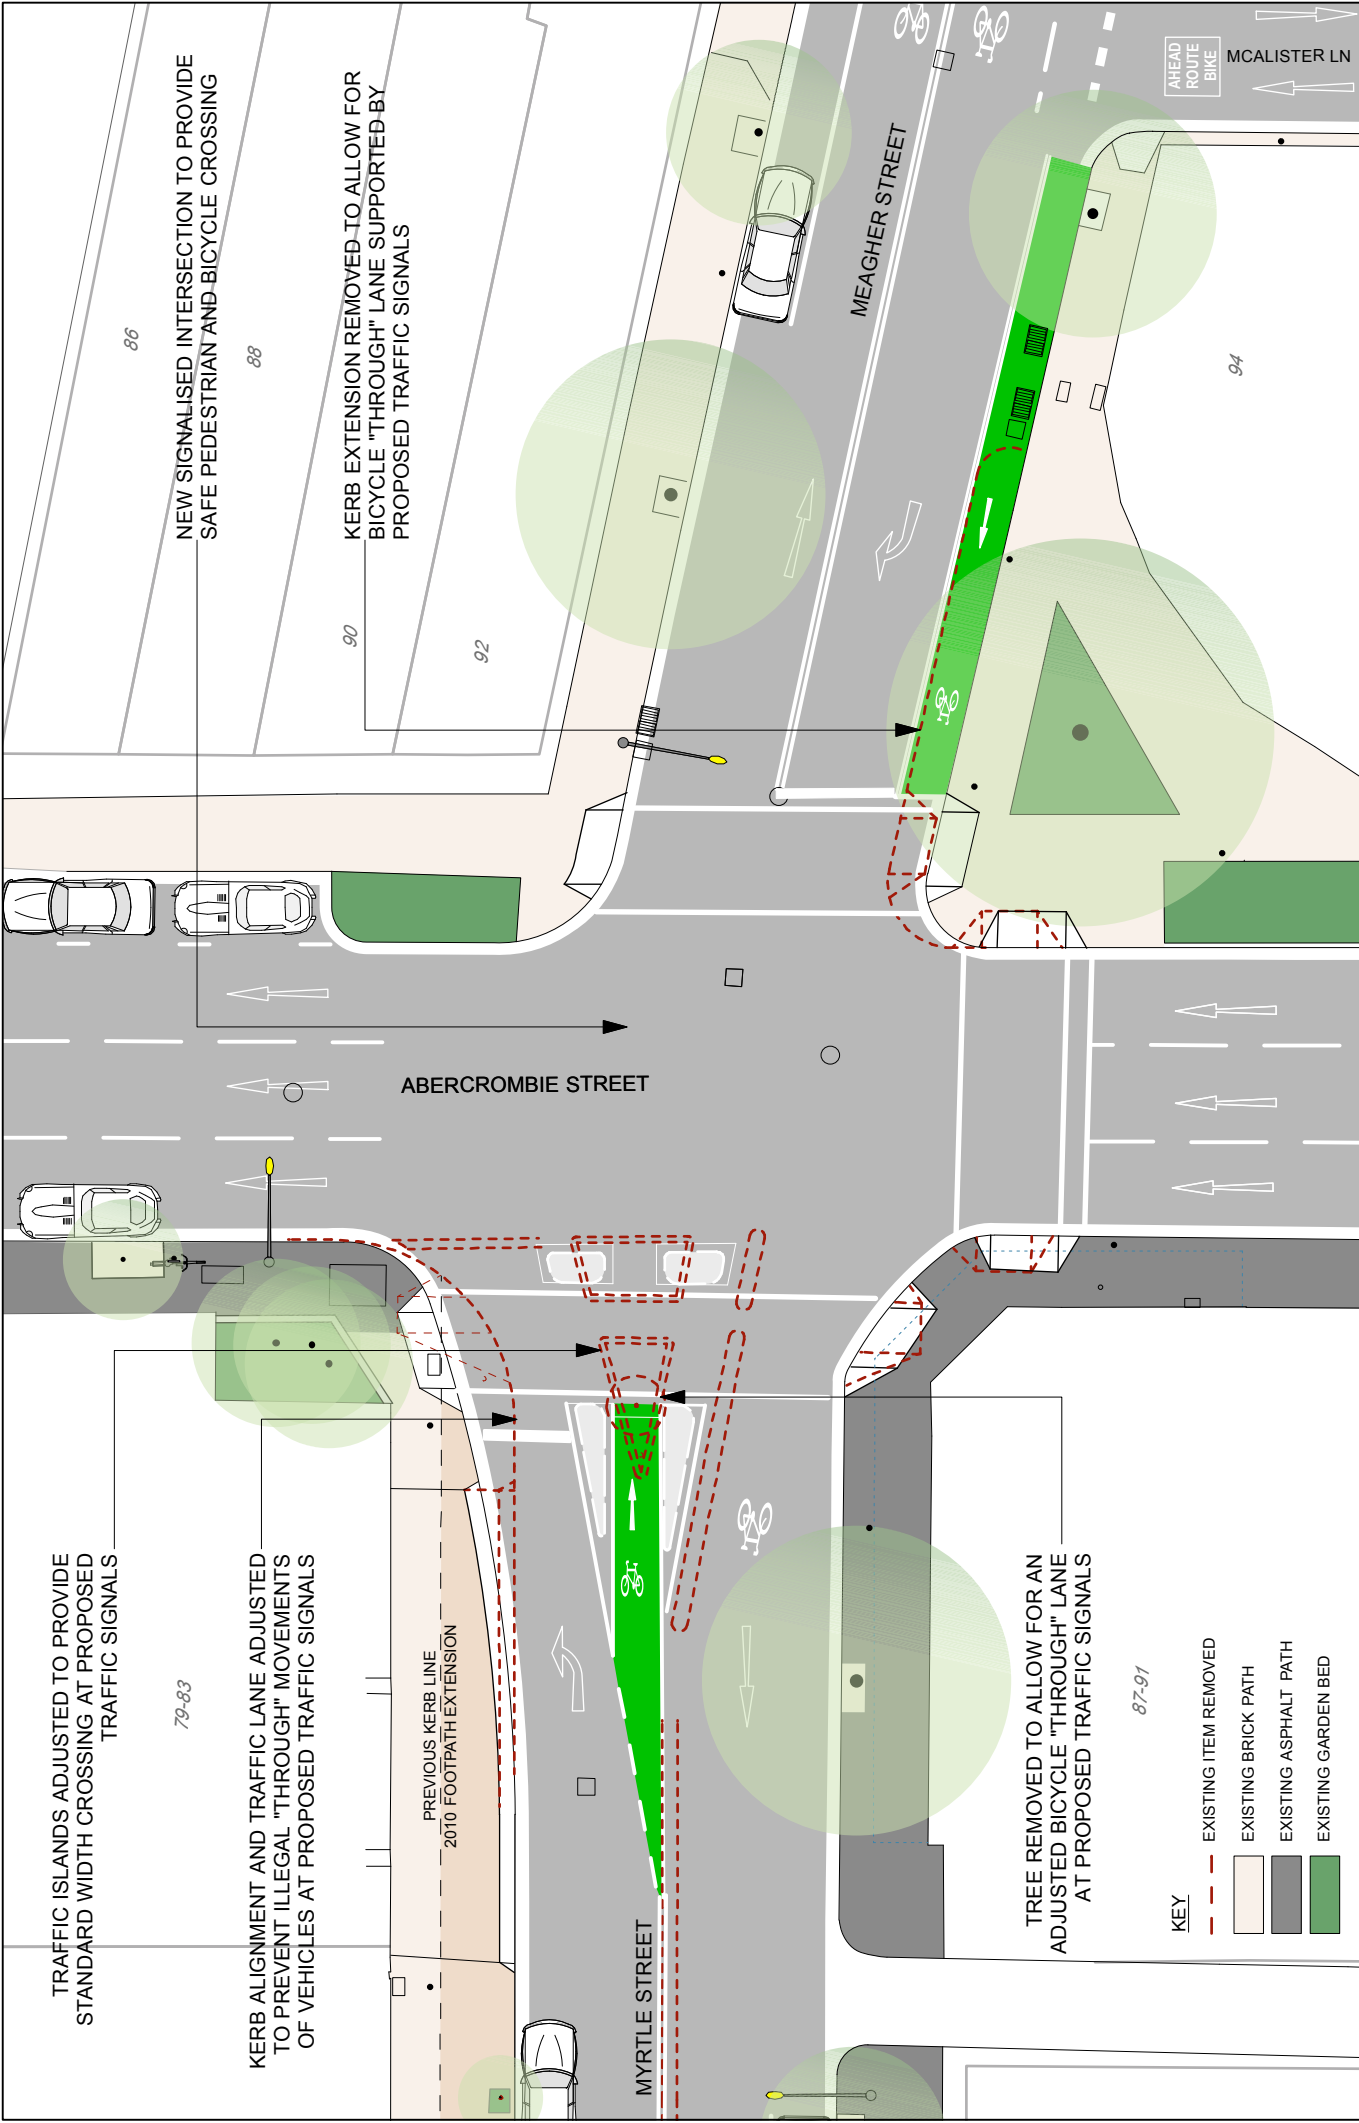 NEW SIGNALISED INTERSECTION TO PROVIDE
SAFE PEDESTRIAN AND BICYCLE CROSSING
KERB EXTENSION REMOVED TO ALLOW FOR
BICYCLE "THROUGH" LANE SUPPORTED BY
PROPOSED TRAFFIC SIGNALS
86
88
90
92
94
MEAGHER STREET
AHEAD
ROUTE
BIKE
MCALISTER LN
ABERCROMBIE STREET
TRAFFIC ISLANDS ADJUSTED TO PROVIDE
STANDARD WIDTH CROSSING AT PROPOSED
TRAFFIC SIGNALS
79-83
KERB ALIGNMENT AND TRAFFIC LANE ADJUSTED
TO PREVENT ILLEGAL "THROUGH" MOVEMENTS
OF VEHICLES AT PROPOSED TRAFFIC SIGNALS
PREVIOUS KERB LINE
2010 FOOTPATH EXTENSION
MYRTLE STREET
TREE REMOVED TO ALLOW FOR AN
ADJUSTED BICYCLE "THROUGH" LANE
AT PROPOSED TRAFFIC SIGNALS
87-91
KEY
EXISTING ITEM REMOVED
EXISTING BRICK PATH
EXISTING ASPHALT PATH
EXISTING GARDEN BED